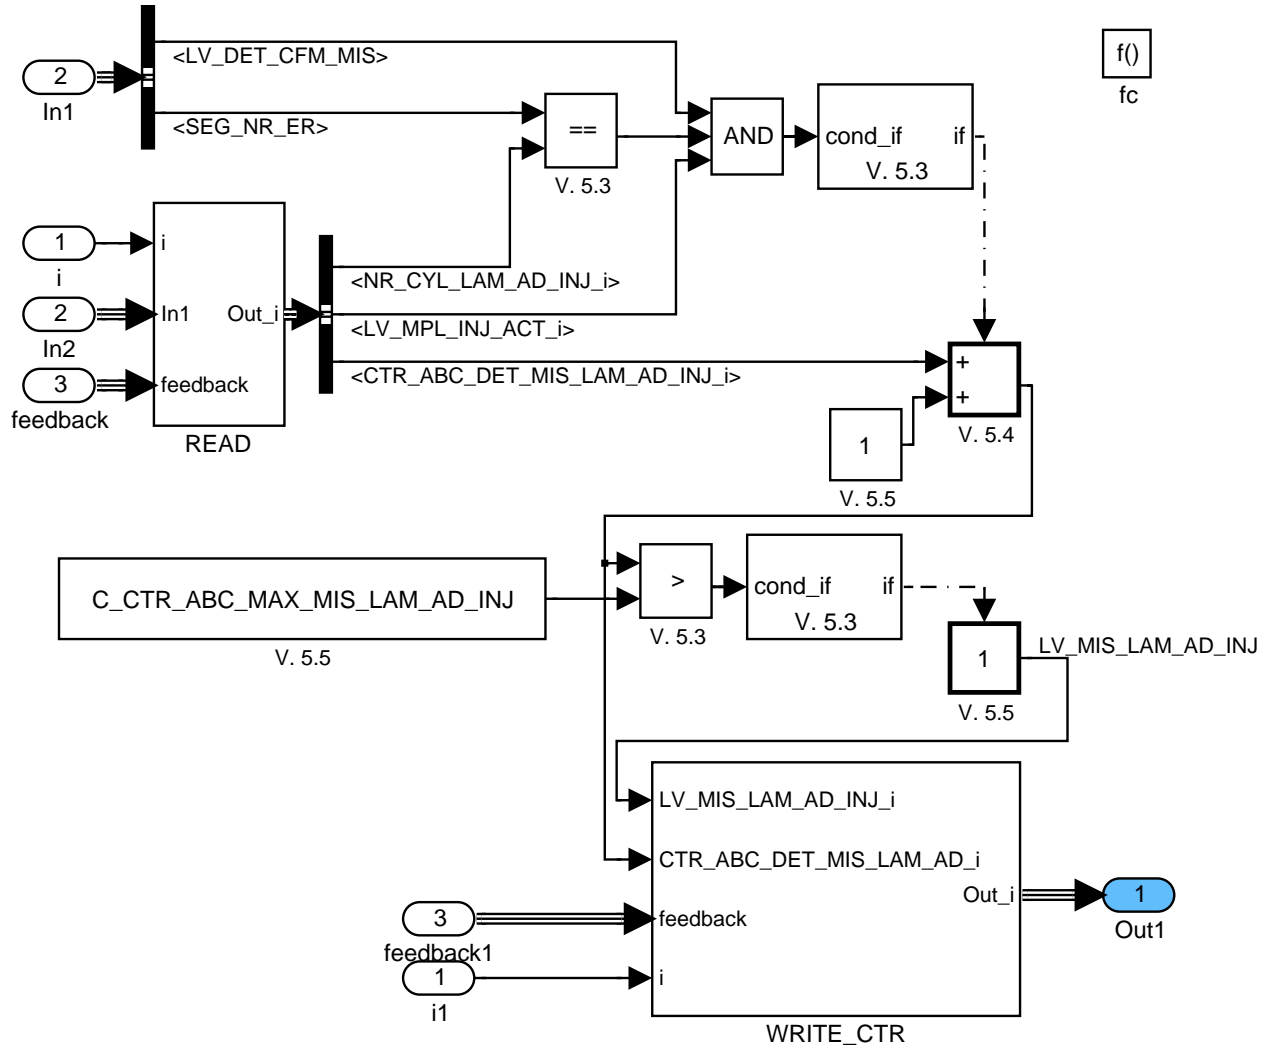 <LV_DET_CFM_MIS>
f()
fc
2
In1
<SEG_NR_ER>
==
V. 5.3
AND
cond_if
if
V. 5.3
1
i
i
2
In2
In1
Out_i
3
feedback
feedback
READ
<NR_CYL_LAM_AD_INJ_i>
<LV_MPL_INJ_ACT_i>
<CTR_ABC_DET_MIS_LAM_AD_INJ_i>
+
+
V. 5.4
1
V. 5.5
C_CTR_ABC_MAX_MIS_LAM_AD_INJ
V. 5.5
>
V. 5.3
cond_if
if
V. 5.3
1
V. 5.5
LV_MIS_LAM_AD_INJ
LV_MIS_LAM_AD_INJ_i
CTR_ABC_DET_MIS_LAM_AD_i
Out_i
feedback
i
WRITE_CTR
3
feedback1
1
i1
1
Out1